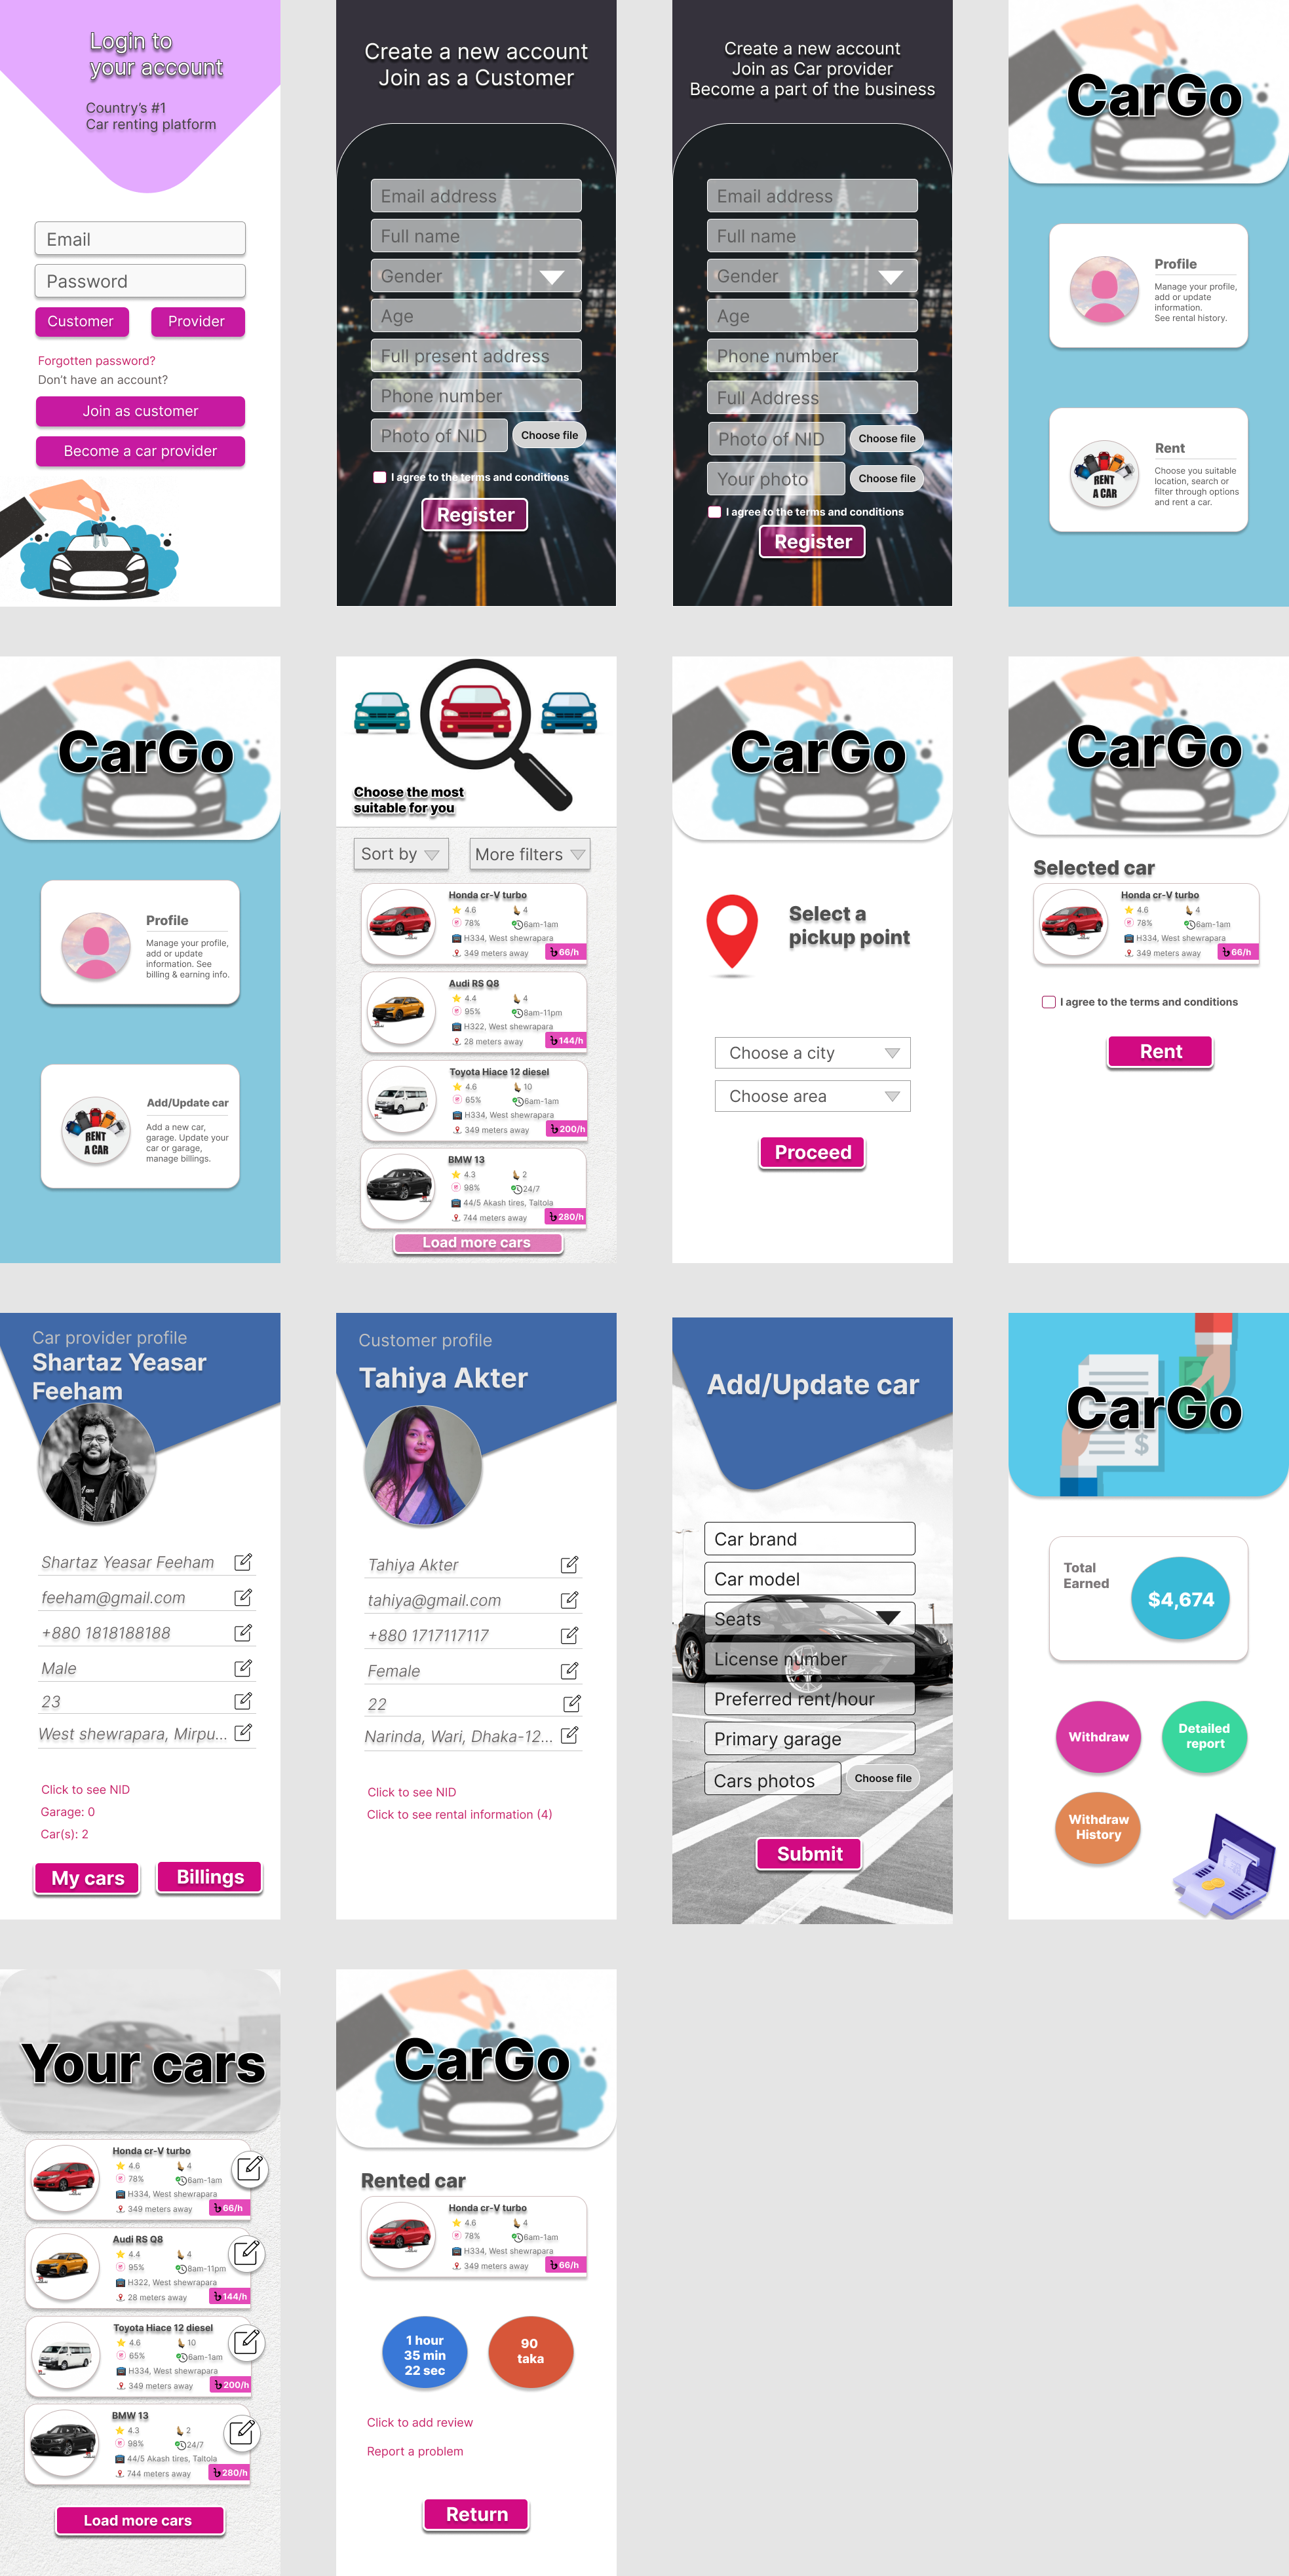 Login to
your account
Country's #1
Car renting platform
Email
Password
Customer
Provider
Forgotten password?
Don't have an account?
Join as customer
Become a car provider
Create a new account
Join as a Customer
Email address
Full name
Gender
Age
Full present address
Phone number
Photo of NID
Choose file
I agree to the terms and conditions
Register
Create a new account
Join as Car provider
Become a part of the business
Email address
Full name
Gender
Age
Phone number
Full Address
Photo of NID
Choose file
Your photo
Choose file
I agree to the terms and conditions
Register
CarGo
Profile
Manage your profile,
add or update
information.
See rental history.
RENT
A CAR
Rent
Choose you suitable
location, search or
filter through options
and rent a car.
CarGo
Profile
Manage your profile,
add or update
information. See
billing & earning info.
RENT
A CAR
Add/Update car
Add a new car,
garage. Update your
car or garage,
manage billings.
Choose the most
suitable for you
Sort by
More filters
Honda cr-V turbo
4.6
4
78%
6am-1am
H334, West shewrapara
349 meters away
৳66/h
Audi RS Q8
4.4
4
95%
8am-11pm
H322, West shewrapara
28 meters away
৳144/h
Toyota Hiace 12 diesel
4.6
10
65%
6am-1am
H334, West shewrapara
349 meters away
৳200/h
BMW 13
4.3
2
98%
24/7
44/5 Akash tires, Taltola
744 meters away
৳280/h
Load more cars
CarGo
Select a
pickup point
Choose a city
Choose area
Proceed
CarGo
Selected car
Honda cr-V turbo
4.6
4
78%
6am-1am
H334, West shewrapara
349 meters away
৳66/h
I agree to the terms and conditions
Rent
Car provider profile
Shartaz Yeasar
Feeham
Shartaz Yeasar Feeham
feeham@gmail.com
+880 1818188188
Male
23
West shewrapara, Mirpu...
Click to see NID
Garage: 0
Car(s): 2
My cars
Billings
Customer profile
Tahiya Akter
Tahiya Akter
tahiya@gmail.com
+880 1717117117
Female
22
Narinda, Wari, Dhaka-12...
Click to see NID
Click to see rental information (4)
Add/Update car
Car brand
Car model
Seats
License number
Preferred rent/hour
Primary garage
Cars photos
Choose file
Submit
CarGo
$
Total
Earned
$4,674
Withdraw
Detailed
report
Withdraw
History
Your cars
Honda cr-V turbo
4.6
4
78%
6am-1am
H334, West shewrapara
349 meters away
৳66/h
Audi RS Q8
4.4
4
95%
8am-11pm
H322, West shewrapara
28 meters away
৳144/h
Toyota Hiace 12 diesel
4.6
10
65%
6am-1am
H334, West shewrapara
349 meters away
৳200/h
BMW 13
4.3
2
98%
24/7
44/5 Akash tires, Taltola
744 meters away
৳280/h
Load more cars
CarGo
Rented car
Honda cr-V turbo
4.6
4
78%
6am-1am
H334, West shewrapara
349 meters away
৳66/h
1 hour
35 min
22 sec
90
taka
Click to add review
Report a problem
Return